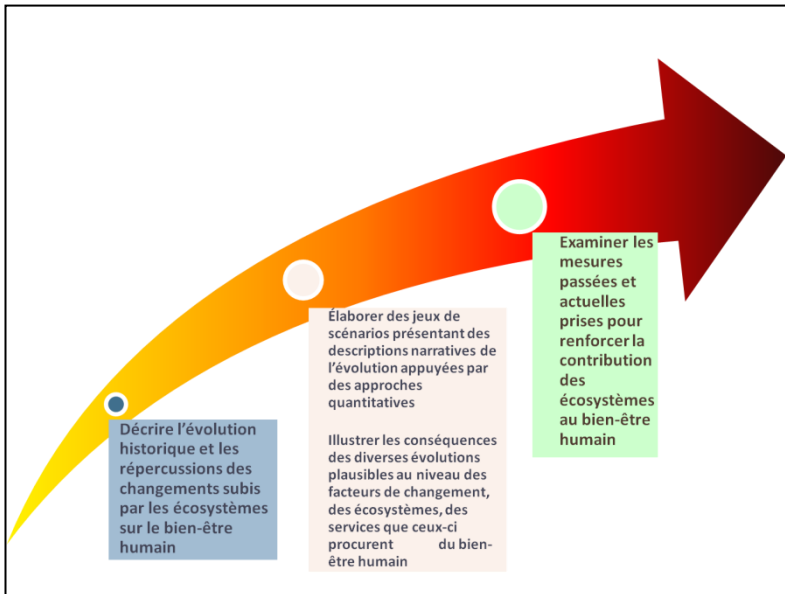 Décrire l’évolution
historique et les
répercussions des
changements subis
par les écosystèmes
sur le bien-être
humain
Élaborer des jeux de
scénarios présentant des
descriptions narratives de
l’évolution appuyées par
des approches
quantitatives
Illustrer les conséquences
des diverses évolutions
plausibles au niveau des
facteurs de changement,
des écosystèmes, des
services que ceux-ci
procurent du bien-
être humain
Examiner les
mesures
passées et
actuelles
prises pour
renforcer la
contribution
des
écosystèmes
au bien-être
humain